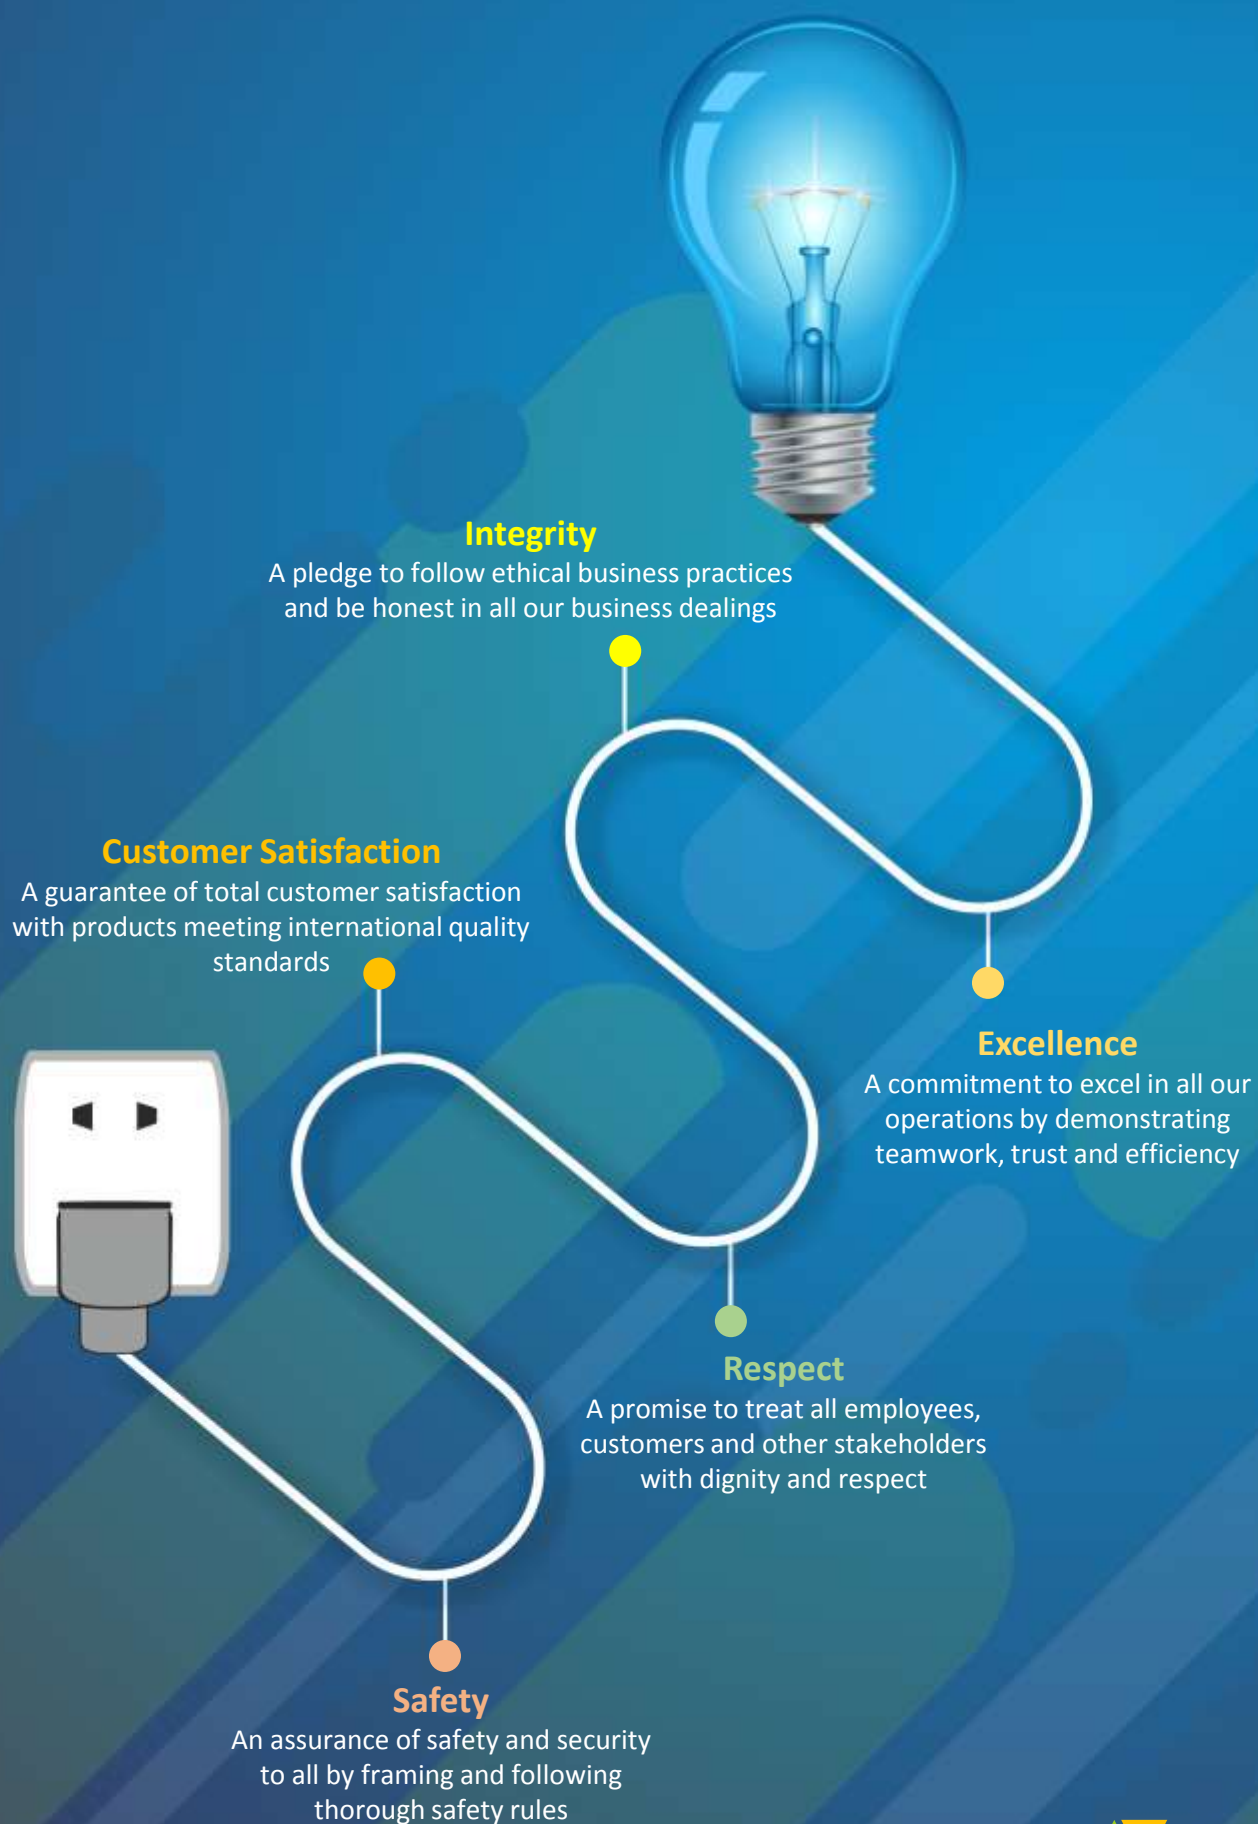 Integrity
A pledge to follow ethical business practices
and be honest in all our business dealings
Customer Satisfaction
A guarantee of total customer satisfaction
with products meeting international quality
standards
Excellence
A commitment to excel in all our
operations by demonstrating
teamwork, trust and efficiency
Respect
A promise to treat all employees,
customers and other stakeholders
with dignity and respect
Safety
An assurance of safety and security
to all by framing and following
thorough safety rules